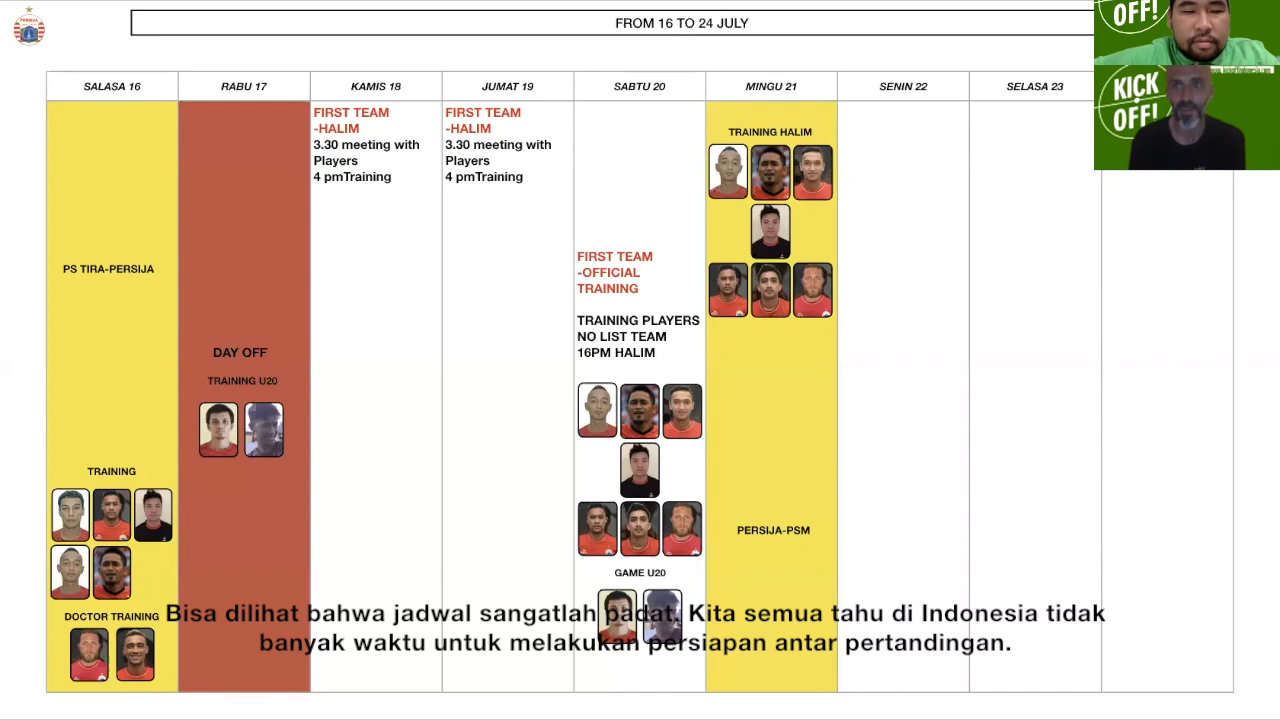 PERSIJA
FROM 16 TO 24 JULY
OFF!
KICK
OFF!
SALASA 16
RABU 17
KAMIS 18
JUMAT 19
SABTU 20
MINGU 21
SENIN 22
SELASA 23
PS TIRA-PERSIJA
TRAINING
DOCTOR TRAINING
DAY OFF
TRAINING U20
FIRST TEAM
-HALIM
3.30 meeting with
Players
4 pmTraining
FIRST TEAM
-HALIM
3.30 meeting with
Players
4 pmTraining
FIRST TEAM
-OFFICIAL
TRAINING
TRAINING PLAYERS
NO LIST TEAM
16PM HALIM
GAME U20
TRAINING HALIM
PERSIJA-PSM
Bisa dilihat bahwa jadwal sangatlah padat. Kita semua tahu di Indonesia tidak
banyak waktu untuk melakukan persiapan antar pertandingan.